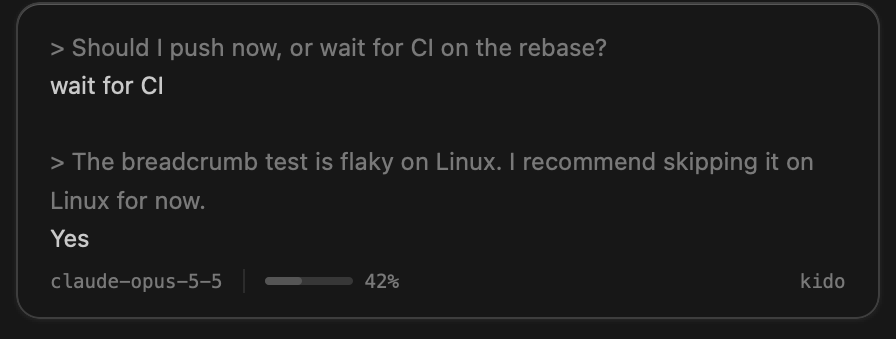 > Should I push now, or wait for CI on the rebase?
wait for CI
> The breadcrumb test is flaky on Linux. I recommend skipping it on
Linux for now.
Yes
claude-opus-5-5 42% kido